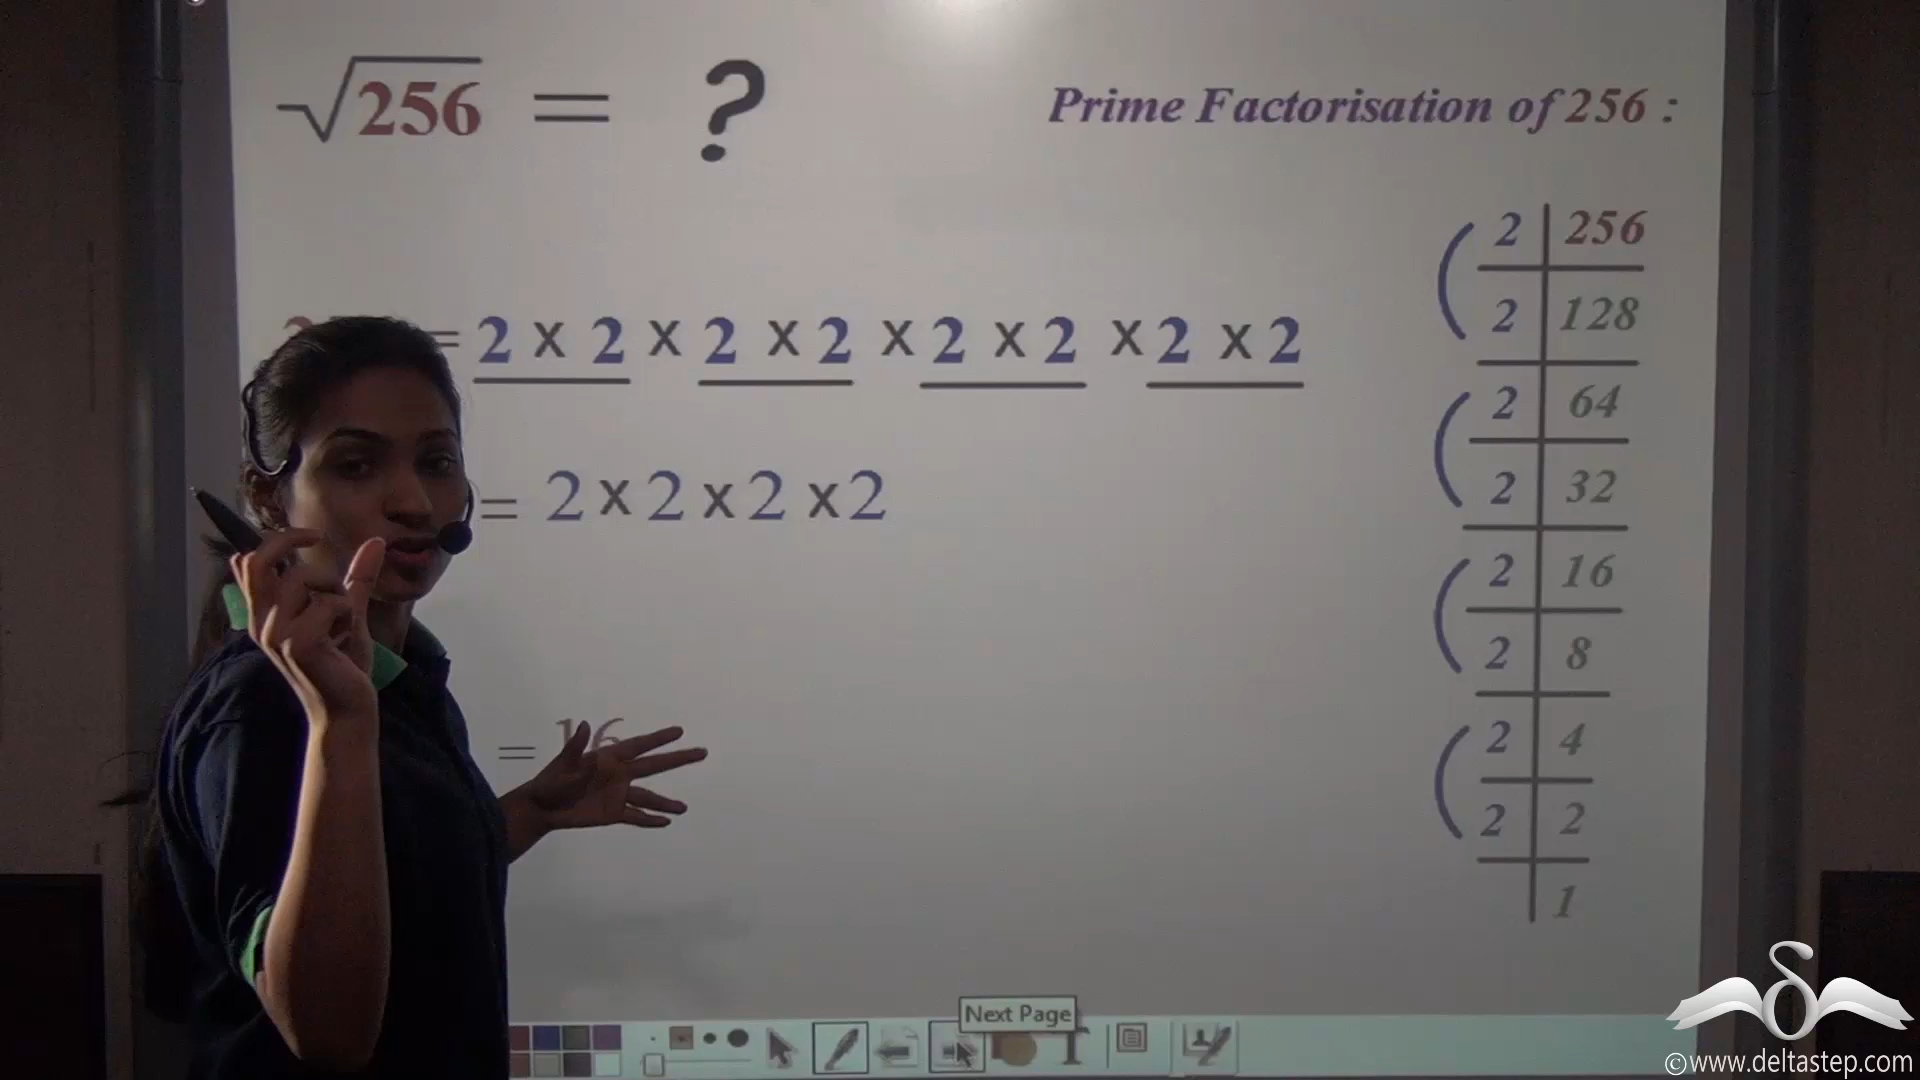 √256 = ?
Prime Factorisation of 256 :
= 2 x 2 x 2 x 2 x 2 x 2 x 2 x 2
= 2 x 2 x 2 x 2
= 16
2 256
2 128
2 64
2 32
2 16
2 8
2 4
2 2
1
Next Page
T
©www.deltastep.com